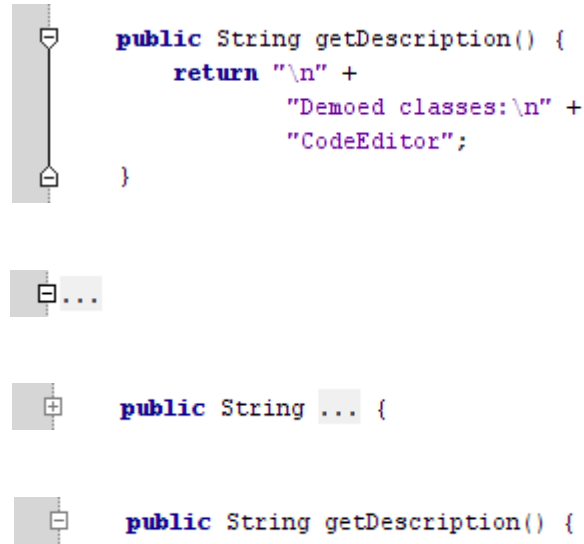 public String getDescription() {
return "\n" +
"Demoed classes:\n" +
"CodeEditor";
}
...
public String ... {
public String getDescription() {